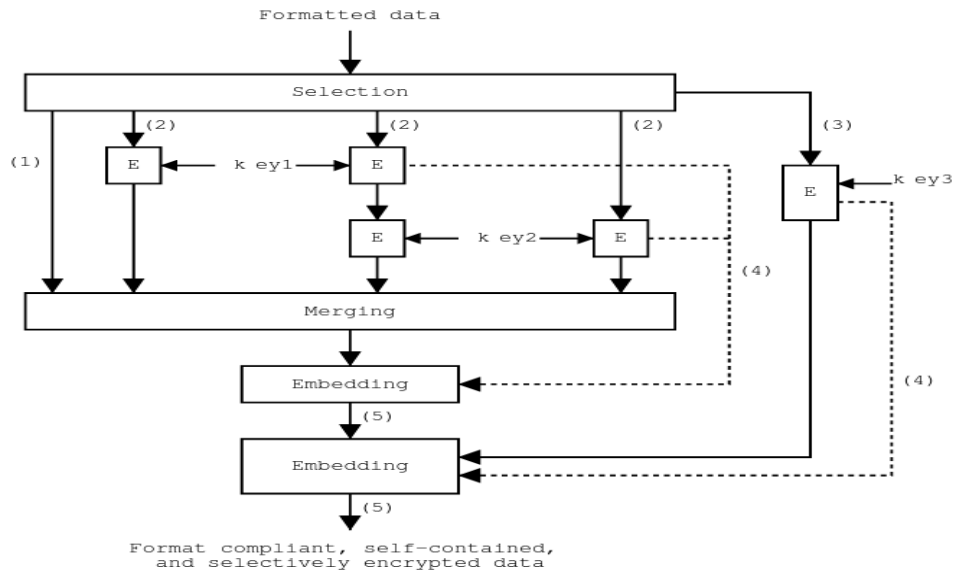 Formatted data
Selection
(2) (2) (2) (3)
(1) E k ey1 E
E k ey3
E k ey2 E
(4)
Merging
Embedding (4)
(5)
Embedding
(5)
Format compliant, self-contained,
and selectively encrypted data